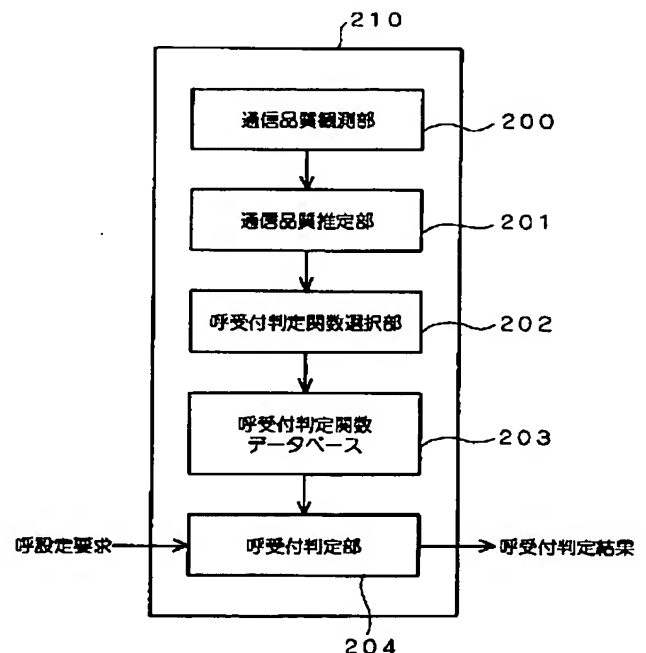 210
通信品質観測部
200
通信品質推定部
201
呼受付判定関数選択部
202
呼受付判定関数
データベース
203
呼設定要求
呼受付判定部
呼受付判定結果
204